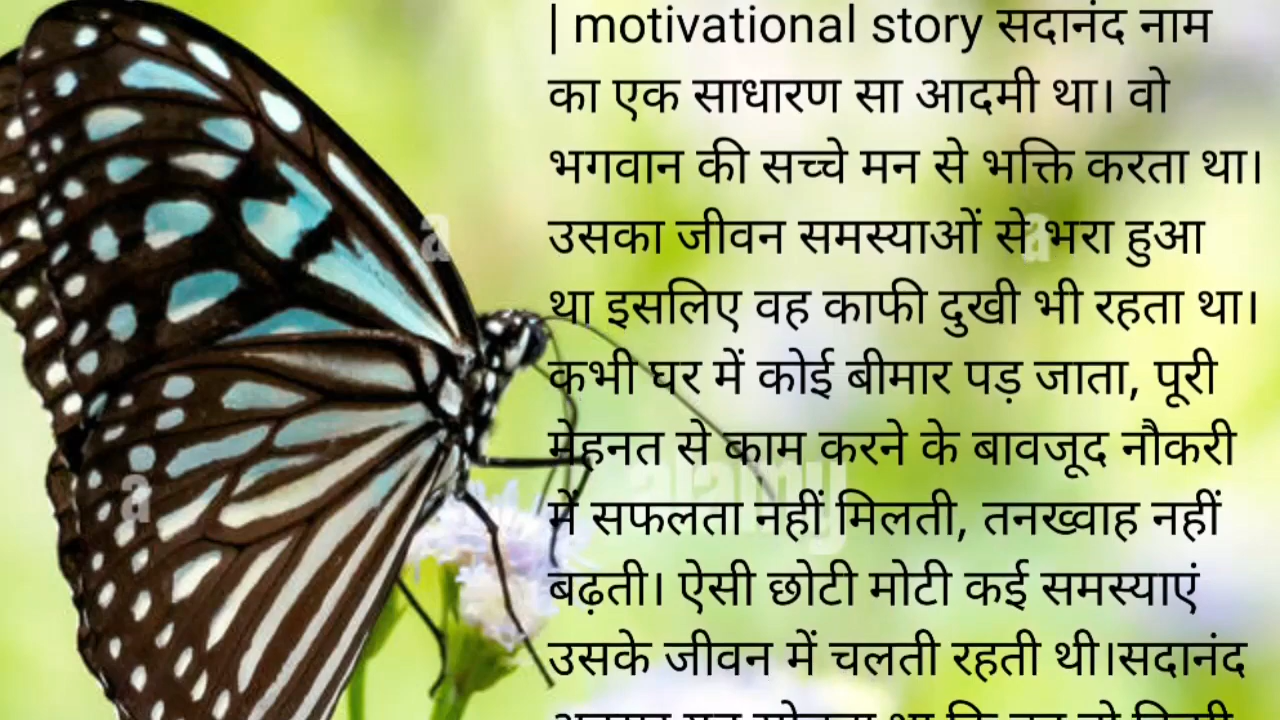 | motivational story सदानंद नाम
का एक साधारण सा आदमी था। वो
भगवान की सच्चे मन से भक्ति करता था।
उसका जीवन समस्याओं से भरा हुआ
था इसलिए वह काफी दुखी भी रहता था।
कभी घर में कोई बीमार पड़ जाता, पूरी
मेहनत से काम करने के बावजूद नौकरी
में सफलता नहीं मिलती, तनख्वाह नहीं
बढ़ती। ऐसी छोटी मोटी कई समस्याएं
उसके जीवन में चलती रहती थी।सदानंद
a
a
a
alamy